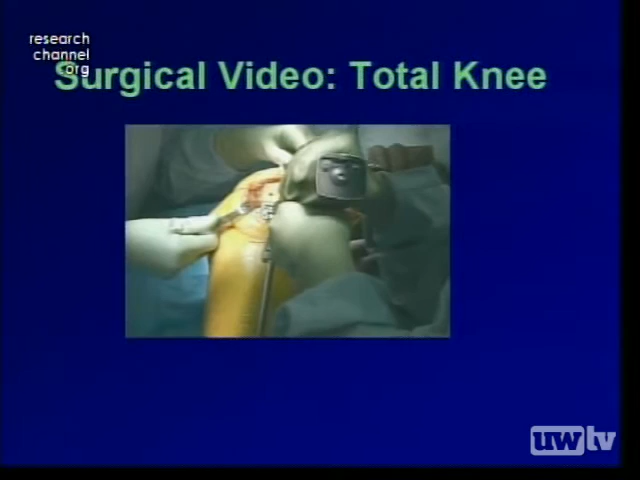 research
channel
.org
Surgical Video: Total Knee
uwtv